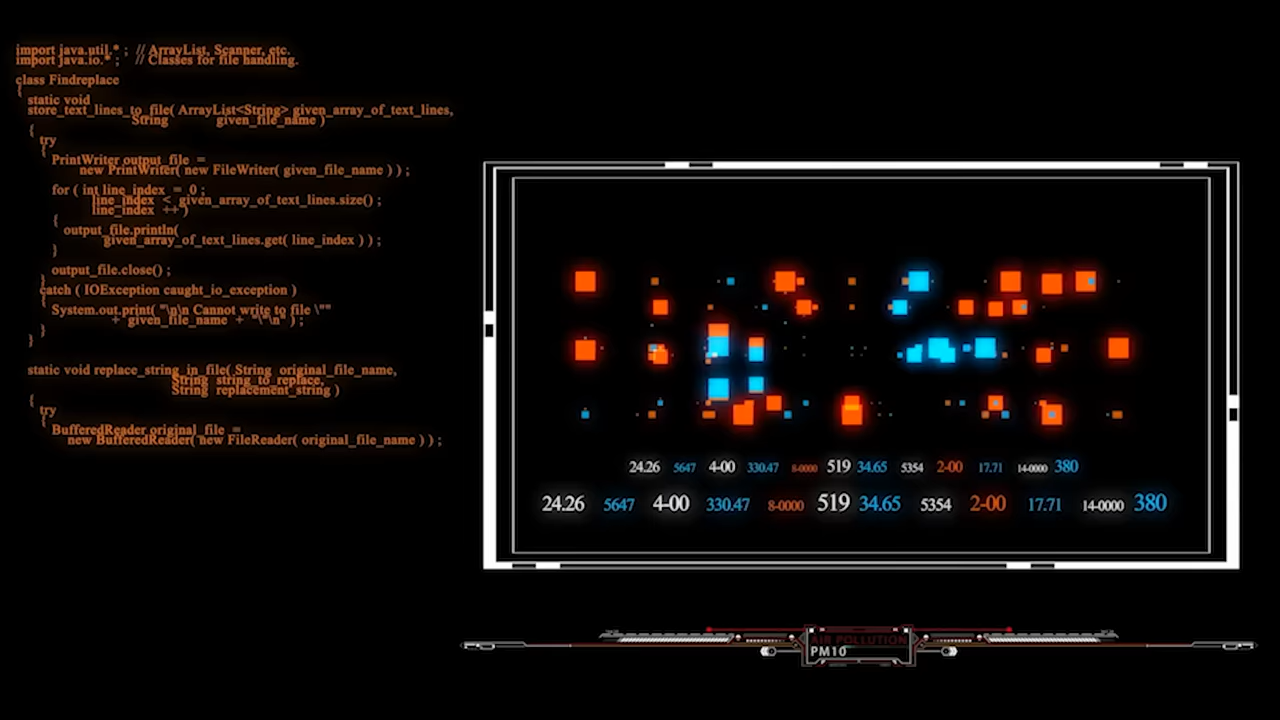 import java.util.* ;  // ArrayList, Scanner, etc.
import java.io.* ;    // Classes for file handling.
class Findreplace
{
static void
store_text_lines_to_file( ArrayList<String> given_array_of_text_lines,
String given_file_name )
{
try
{
PrintWriter output_file =
new PrintWriter( new FileWriter( given_file_name ) ) ;
for ( int line_index = 0 ;
line_index < given_array_of_text_lines.size() ;
line_index ++ )
{
output_file.println(
given_array_of_text_lines.get( line_index ) ) ;
}
output_file.close() ;
}
catch ( IOException caught_io_exception )
{
System.out.print( "\n\n Cannot write to file \""
+ given_file_name + "\"\n" ) ;
}
}
static void replace_string_in_file( String original_file_name,
String string_to_replace,
String replacement_string )
{
try
{
BufferedReader original_file =
new BufferedReader( new FileReader( original_file_name ) ) ;
24.26 5647 4-00 330.47 8-0000 519 34.65 5354 2-00 17.71 14-0000 380
24.26 5647 4-00 330.47 8-0000 519 34.65 5354 2-00 17.71 14-0000 380
AIR POLLUTION
PM10